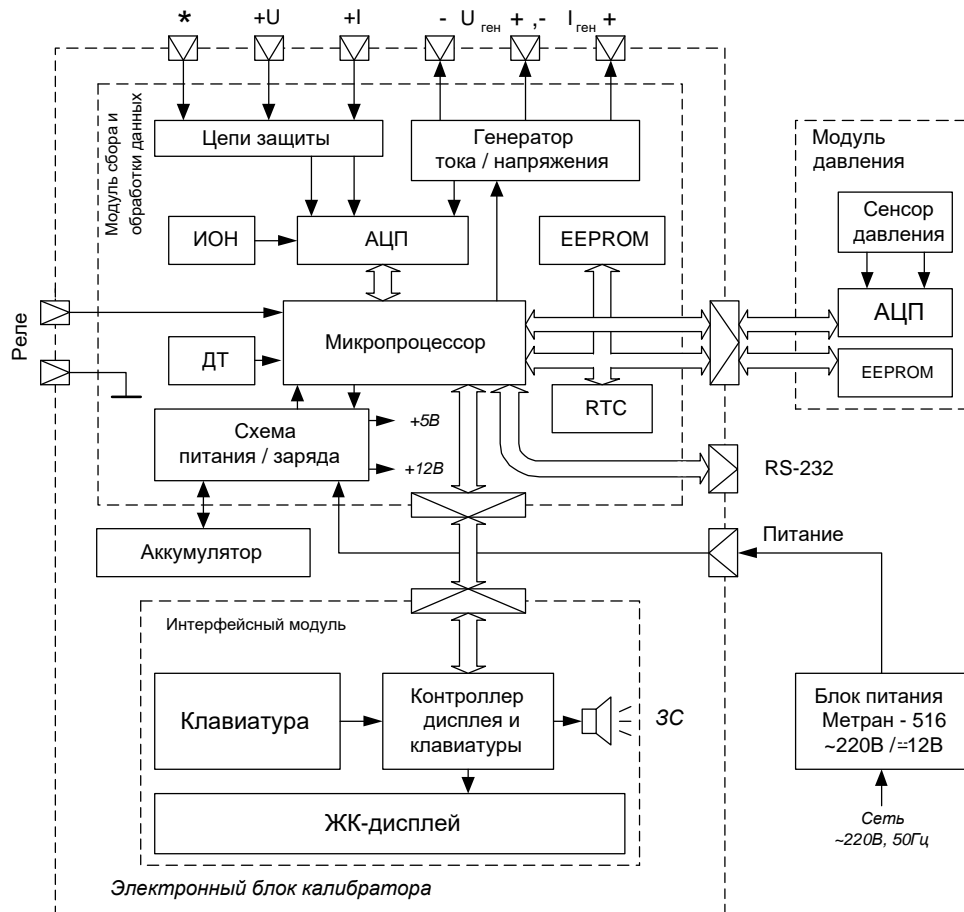 * +U +I - U ген + ,- I ген +
Модуль сбора и
обработки данных
Цепи защиты
Генератор
тока / напряжения
Модуль
давления
Сенсор
давления
ИОН
АЦП
EEPROM
АЦП
EEPROM
Реле
Микропроцессор
ДТ
RTC
Схема
питания / заряда
+5В
+12В
RS-232
Аккумулятор
Питание
Интерфейсный модуль
Клавиатура
Контроллер
дисплея и
клавиатуры
ЗС
Блок питания
Метран - 516
~220В /=12В
ЖК-дисплей
Сеть
~220В, 50Гц
Электронный блок калибратора